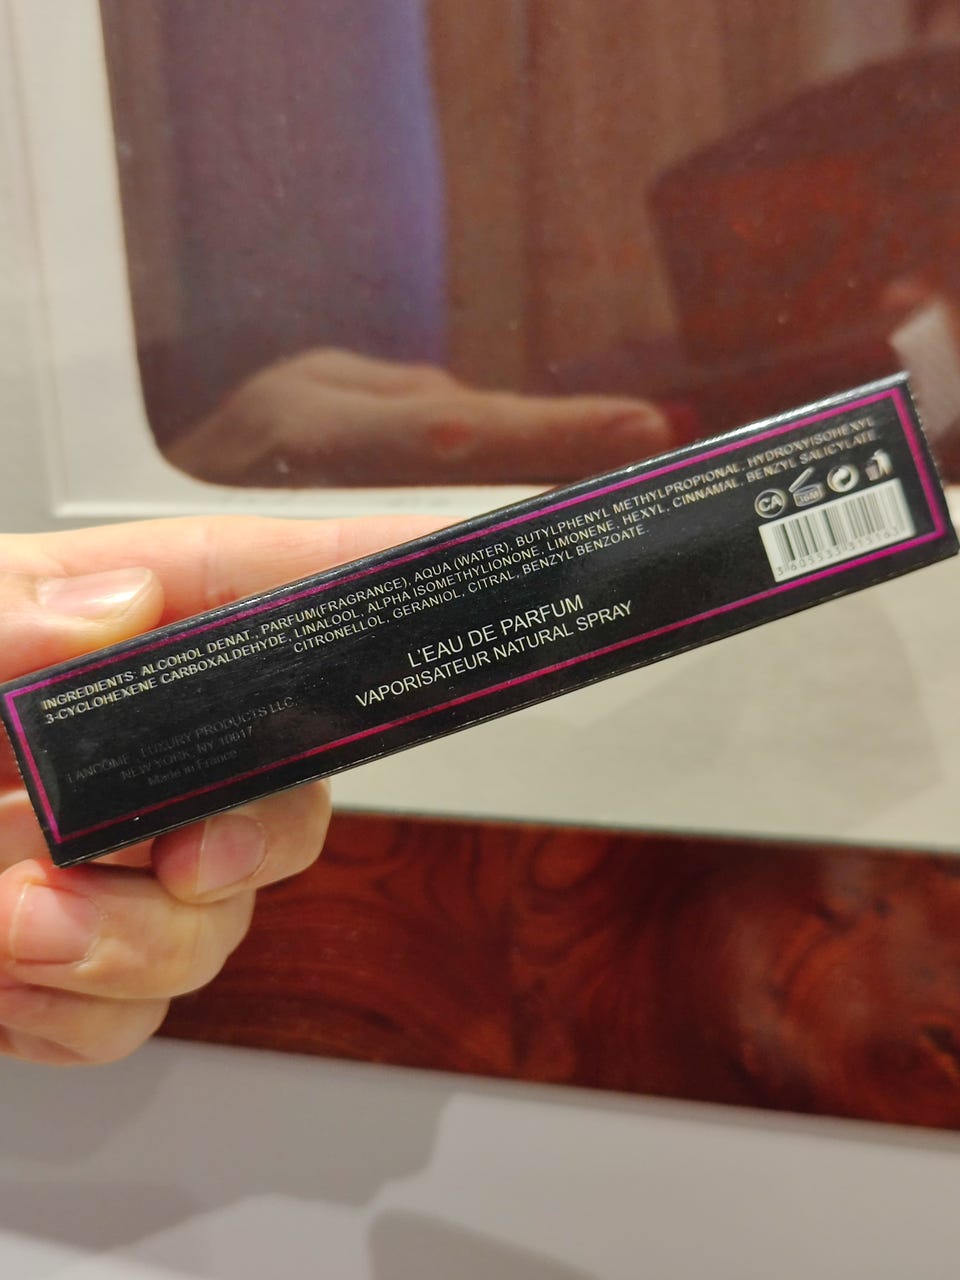 INGREDIENTS: ALCOHOL DENAT., PARFUM(FRAGRANCE), AQUA (WATER), BUTYLPHENYL METHYLPROPIONAL, HYDROXYISOHEXYL
3-CYCLOHEXENE CARBOXALDEHYDE, LINALOOL, ALPHA ISOMETHYLIONONE, LIMONENE, HEXYL, CINNAMAL, BENZYL SALICYLATE.
CITRONELLOL, GERANIOL, CITRAL, BENZYL BENZOATE.
CA
36M
L'EAU DE PARFUM
VAPORISATEUR NATURAL SPRAY
LANCÔME, LUXURY PRODUCTS LLC.
NEW YORK, NY 10017
Made in France